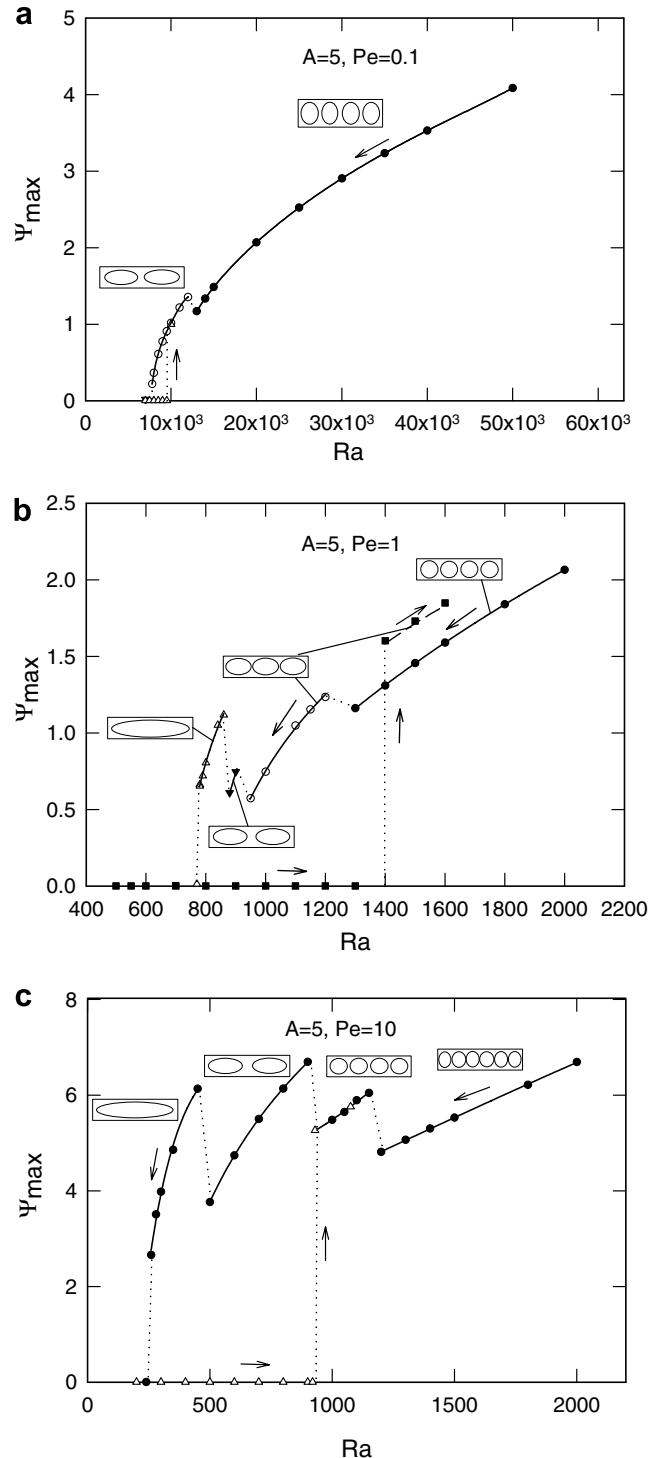 a
A=5, Pe=0.1
5
4
3
2
1
0
Ψmax
0 10x10³ 20x10³ 30x10³ 40x10³ 50x10³ 60x10³
Ra
b
A=5, Pe=1
2.5
2.0
1.5
1.0
0.5
0.0
Ψmax
400 600 800 1000 1200 1400 1600 1800 2000 2200
Ra
c
A=5, Pe=10
8
6
4
2
0
Ψmax
0 500 1000 1500 2000
Ra